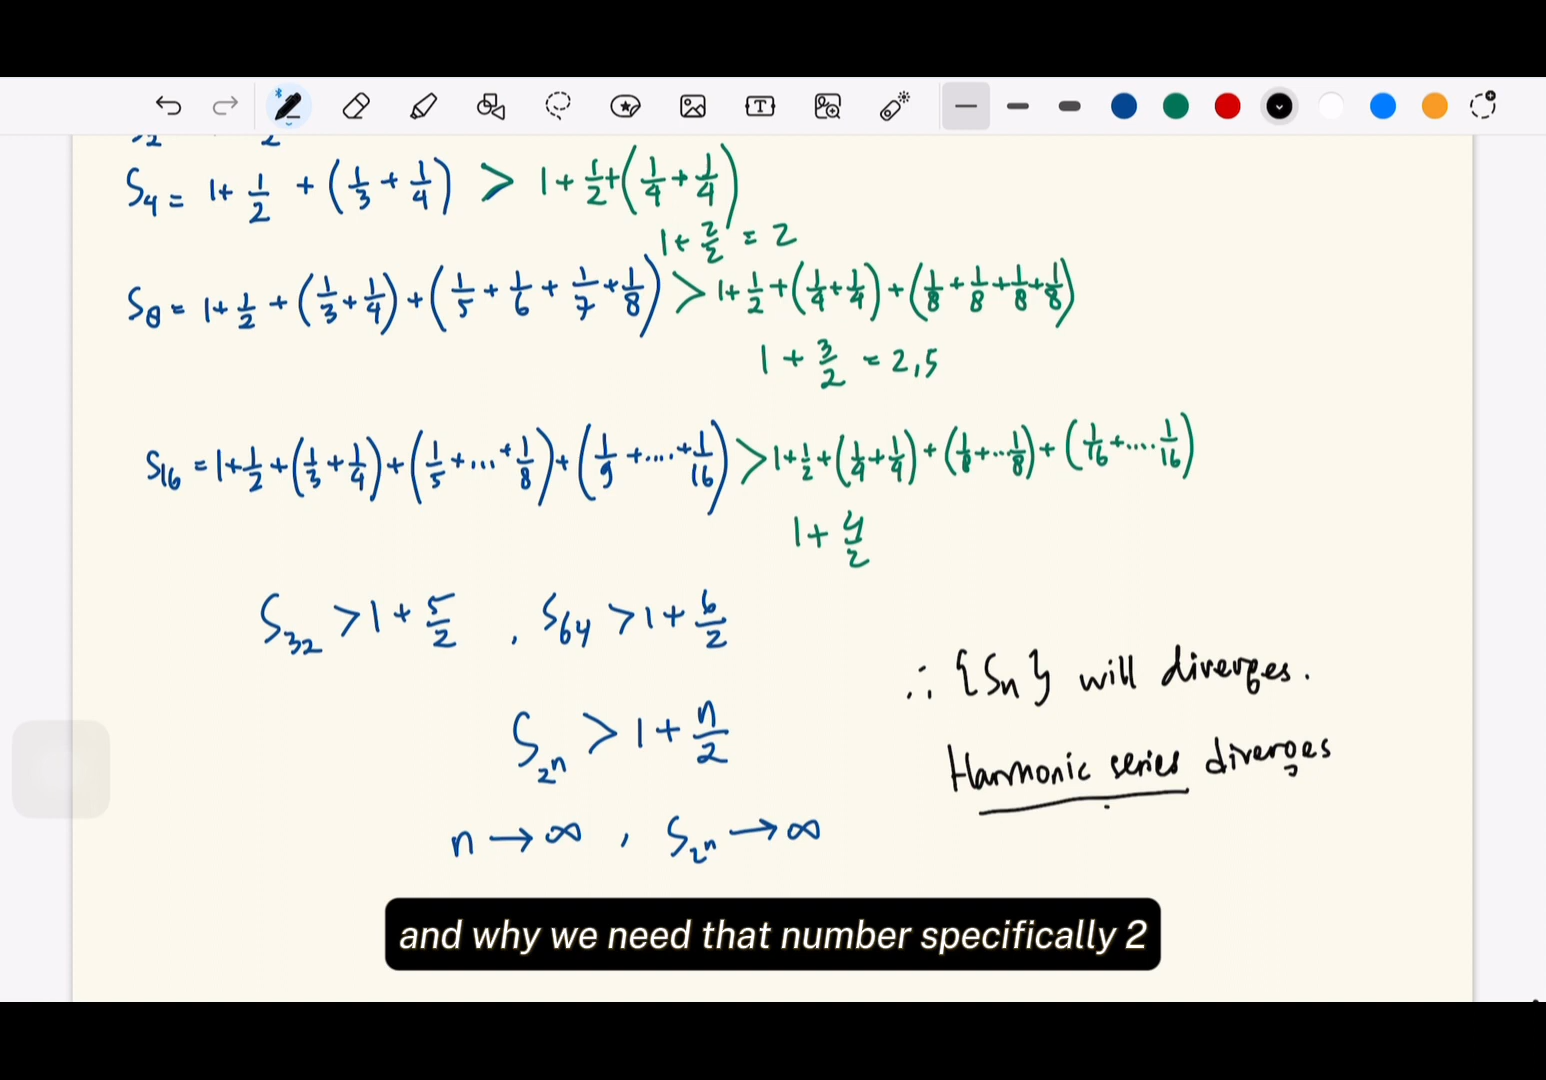 S₄ = 1 + 1/2 + (1/3 + 1/4) > 1 + 1/2 + (1/4 + 1/4)
1 + 2/2 = 2
S₈ = 1 + 1/2 + (1/3 + 1/4) + (1/5 + 1/6 + 1/7 + 1/8) > 1 + 1/2 + (1/4 + 1/4) + (1/8 + 1/8 + 1/8 + 1/8)
1 + 3/2 = 2,5
S₁₆ = 1 + 1/2 + (1/3 + 1/4) + (1/5 + ... + 1/8) + (1/9 + .... + 1/16) > 1 + 1/2 + (1/4 + 1/4) + (1/8 + ... 1/8) + (1/16 + .... 1/16)
1 + 4/2
S₃₂ > 1 + 5/2 , S₆₄ > 1 + 6/2
∴ {Sn} will diverges.
S_2ⁿ > 1 + n/2
Harmonic series diverges
n → ∞ , S_2ⁿ → ∞
and why we need that number specifically 2